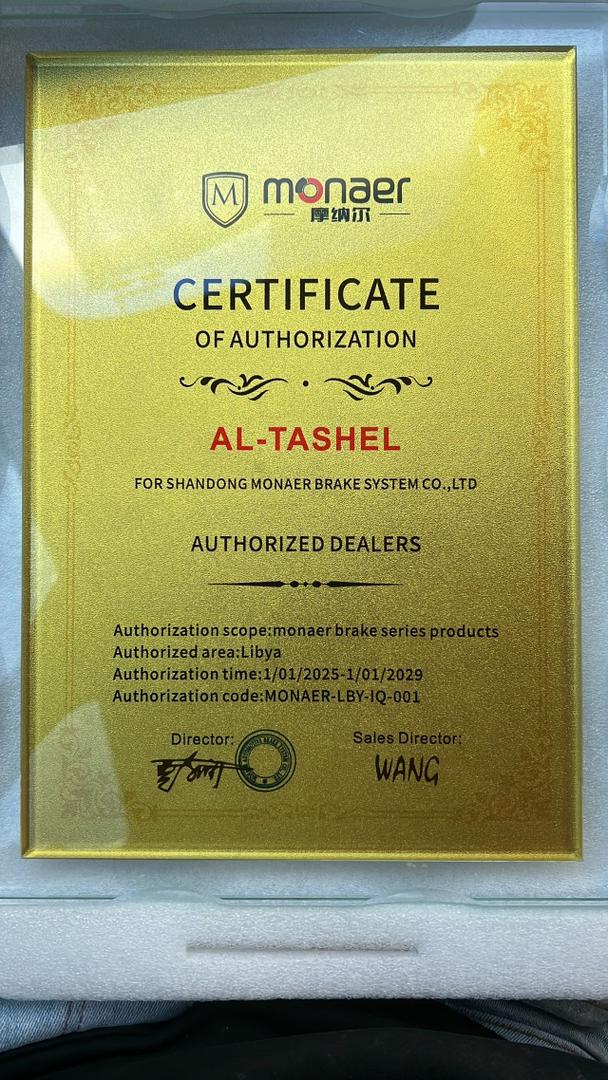 M monaer
摩纳尔
CERTIFICATE
OF AUTHORIZATION
AL-TASHEL
FOR SHANDONG MONAER BRAKE SYSTEM CO.,LTD
AUTHORIZED DEALERS
Authorization scope:monaer brake series products
Authorized area:Libya
Authorization time:1/01/2025-1/01/2029
Authorization code:MONAER-LBY-IQ-001
Director:
Sales Director:
WANG